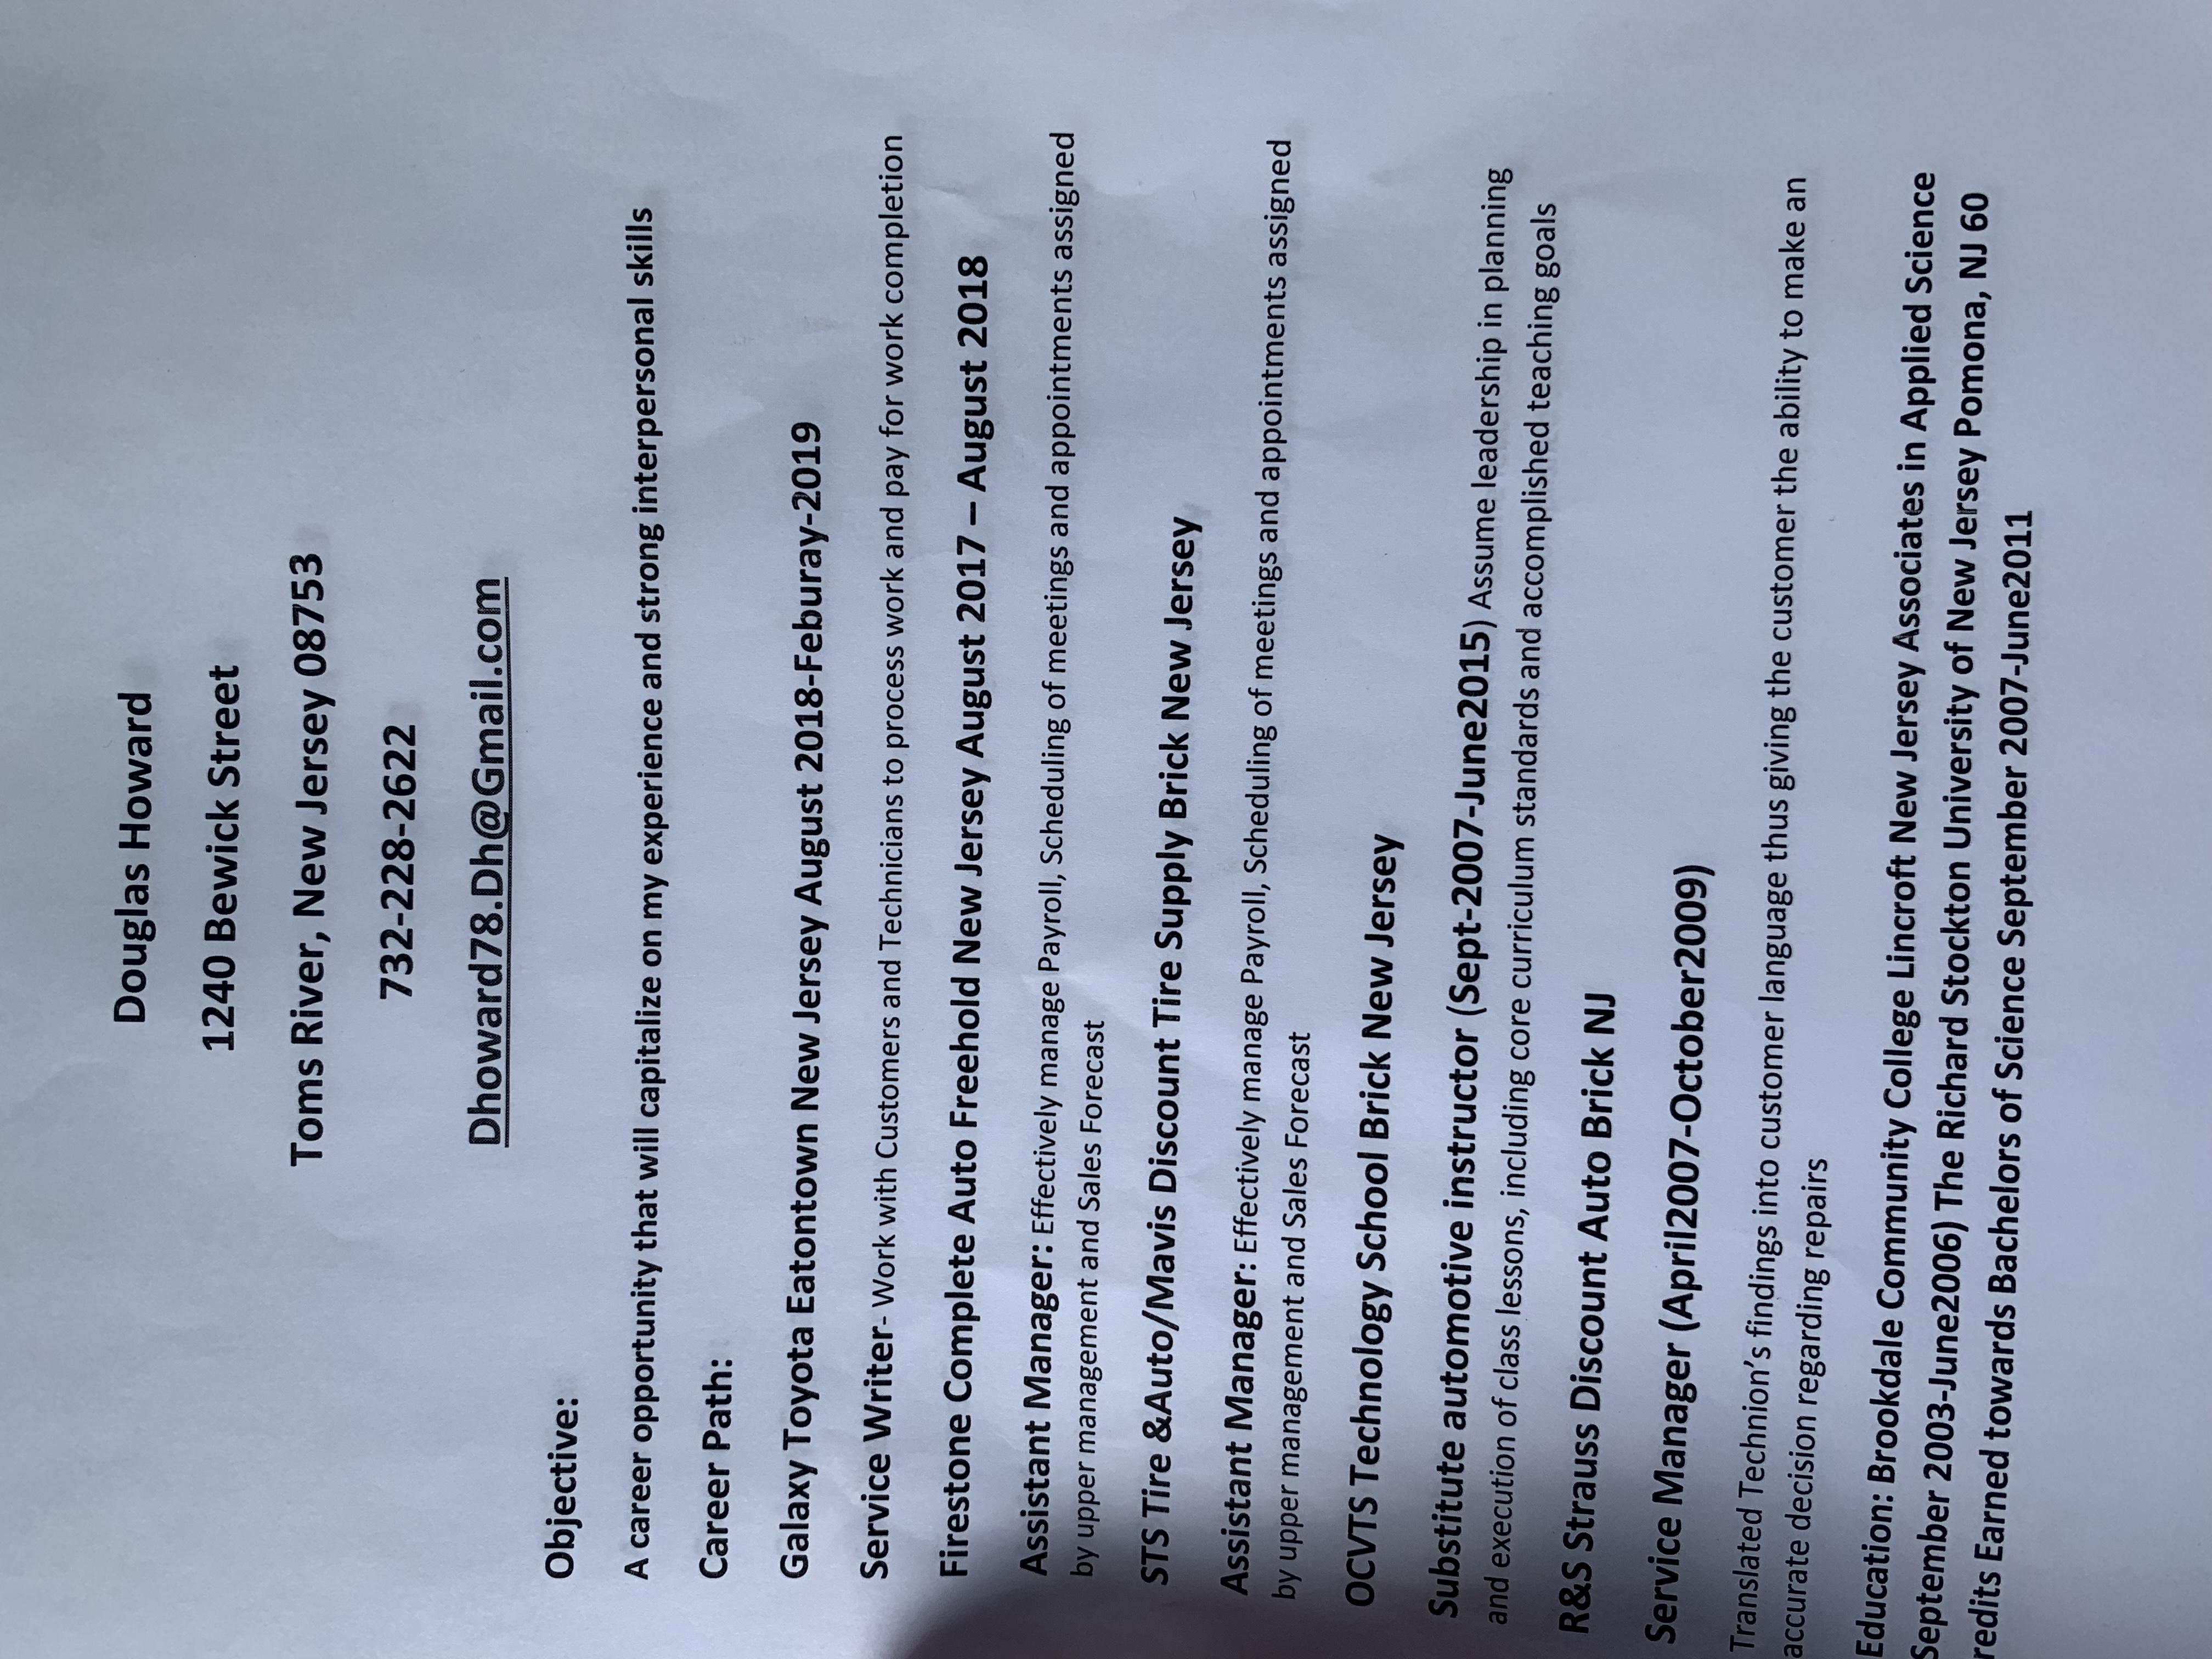 Douglas Howard
1240 Bewick Street
Toms River, New Jersey 08753
732-228-2622
Dhoward78.Dh@Gmail.com
Objective:
A career opportunity that will capitalize on my experience and strong interpersonal skills
Career Path:
Galaxy Toyota Eatontown New Jersey August 2018-Feburay-2019
Service Writer- Work with Customers and Technicians to process work and pay for work completion
Firestone Complete Auto Freehold New Jersey August 2017 – August 2018
Assistant Manager: Effectively manage Payroll, Scheduling of meetings and appointments assigned
by upper management and Sales Forecast
STS Tire &Auto/Mavis Discount Tire Supply Brick New Jersey
Assistant Manager: Effectively manage Payroll, Scheduling of meetings and appointments assigned
by upper management and Sales Forecast
OCVTS Technology School Brick New Jersey
Substitute automotive instructor (Sept-2007-June2015) Assume leadership in planning
and execution of class lessons, including core curriculum standards and accomplished teaching goals
R&S Strauss Discount Auto Brick NJ
Service Manager (April2007-October2009)
Translated Technion's findings into customer language thus giving the customer the ability to make an
accurate decision regarding repairs
Education: Brookdale Community College Lincroft New Jersey Associates in Applied Science
September 2003-June2006) The Richard Stockton University of New Jersey Pomona, NJ 60
redits Earned towards Bachelors of Science September 2007-June2011